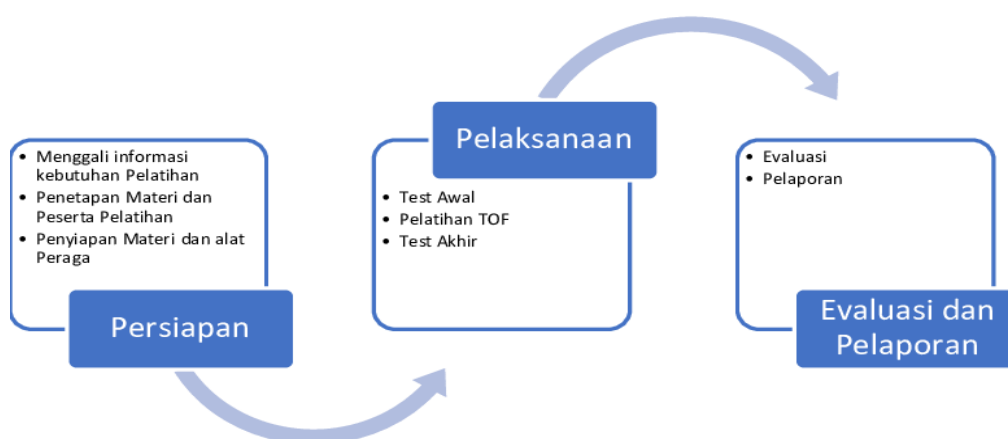 • Menggali informasi
kebutuhan Pelatihan
• Penetapan Materi dan
Peserta Pelatihan
• Penyiapan Materi dan alat
Peraga
Persiapan
Pelaksanaan
• Test Awal
• Pelatihan TOF
• Test Akhir
• Evaluasi
• Pelaporan
Evaluasi dan
Pelaporan